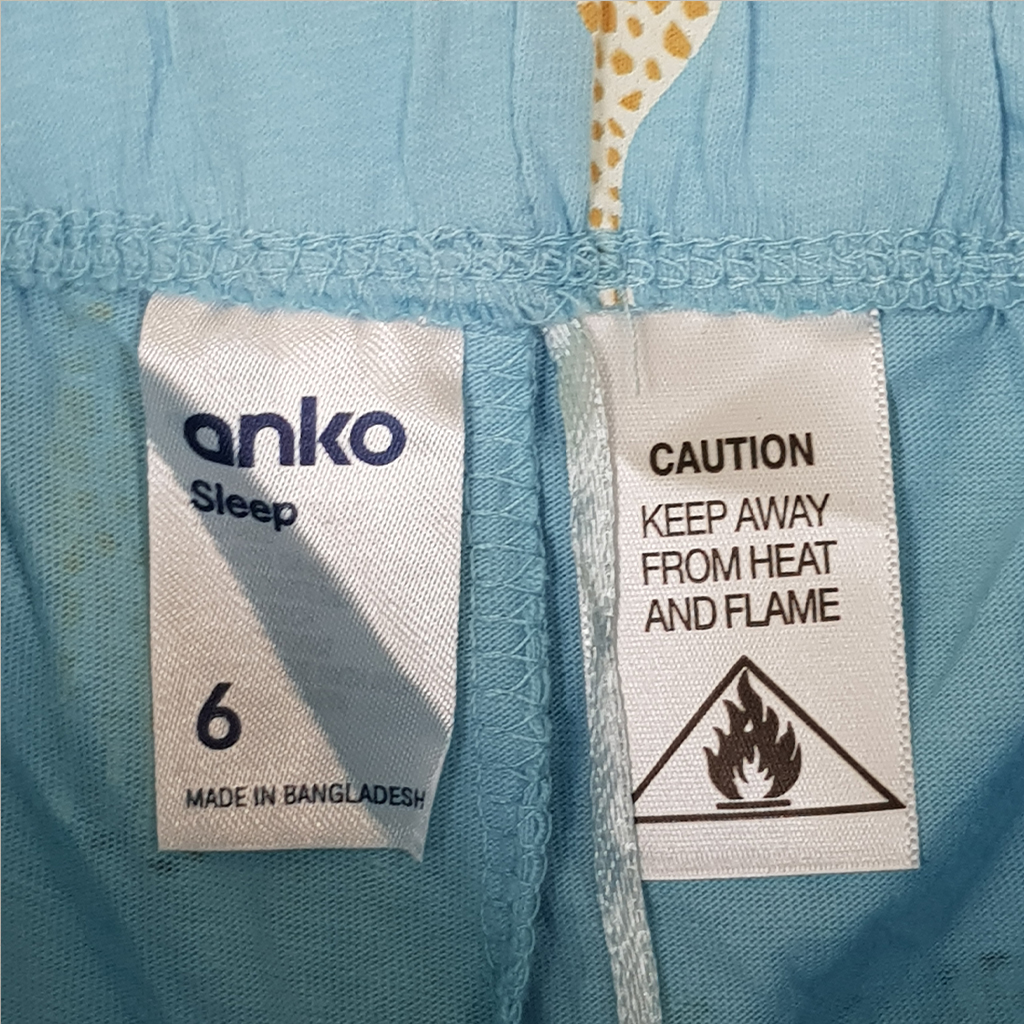 anko
Sleep
6
MADE IN BANGLADESH
CAUTION
KEEP AWAY
FROM HEAT
AND FLAME